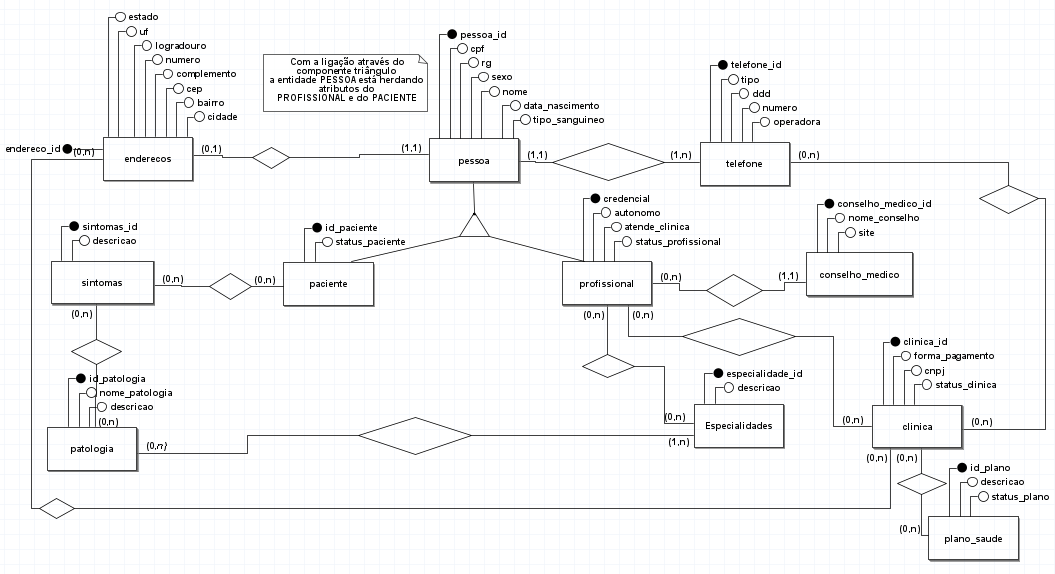 estado
uf
logradouro
numero
complemento
cep
bairro
cidade
endereco_id
(0,n)
enderecos
(0,1)
Com a ligação através do
componente triângulo
a entidade PESSOA está herdando
atributos do
PROFISSIONAL e do PACIENTE
pessoa_id
cpf
rg
sexo
nome
data_nascimento
tipo_sanguineo
(1,1)
pessoa
(1,1)
(1,n)
telefone_id
tipo
ddd
numero
operadora
telefone
(0,n)
sintomas_id
descricao
sintomas
(0,n)
(0,n)
(0,n)
id_paciente
status_paciente
paciente
credencial
autonomo
atende_clinica
status_profissional
profissional
(0,n)
(1,1)
(0,n)
(0,n)
conselho_medico_id
nome_conselho
site
conselho_medico
id_patologia
nome_patologia
descricao
(0,n)
patologia
(0,n)
especialidade_id
descricao
(0,n)
Especialidades
(1,n)
clinica_id
forma_pagamento
cnpj
status_clinica
(0,n)
clinica
(0,n)
(0,n)
(0,n)
id_plano
descricao
status_plano
(0,n)
plano_saude